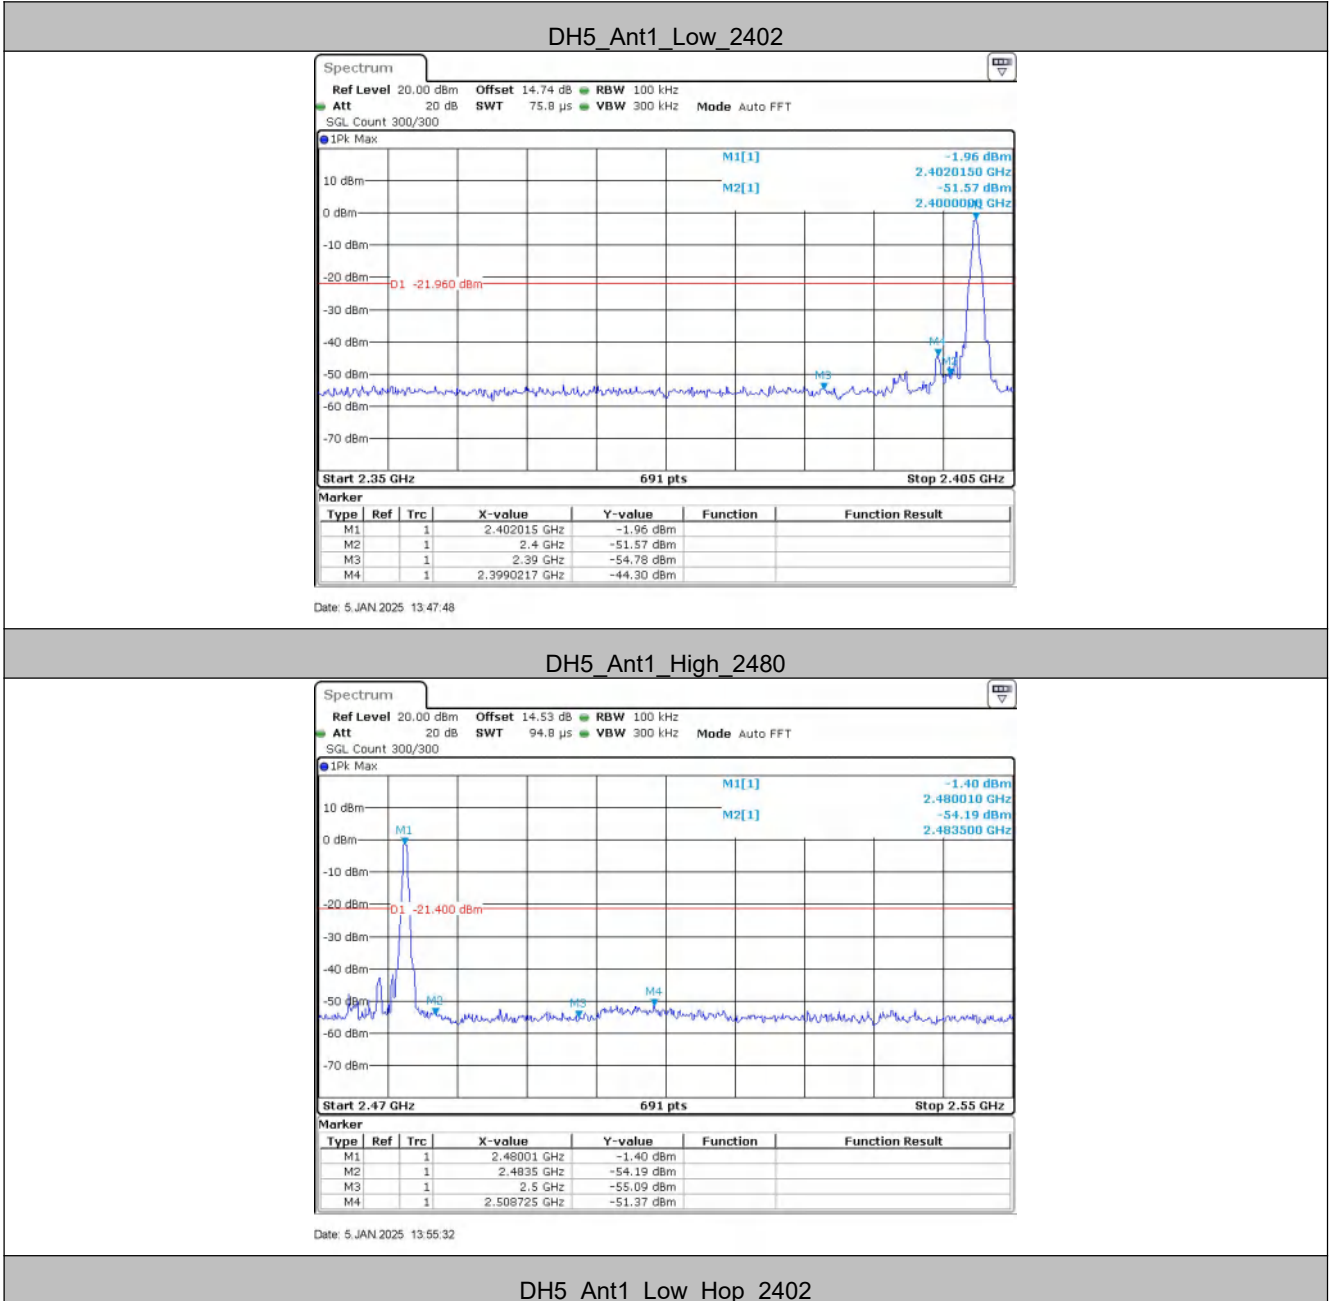 DH5_Ant1_Low_2402
Spectrum
Ref Level 20.00 dBm Offset 14.74 dB RBW 100 kHz
Att 20 dB SWT 75.8 µs VBW 300 kHz Mode Auto FFT
SGL Count 300/300
1Pk Max
M1[1] -1.96 dBm
2.4020150 GHz
M2[1] -51.57 dBm
2.4000000 GHz
10 dBm
0 dBm
-10 dBm
-20 dBm
D1 -21.960 dBm
-30 dBm
-40 dBm
M4
M2
-50 dBm
M3
-60 dBm
-70 dBm
Start 2.35 GHz 691 pts Stop 2.405 GHz
Marker
Type Ref Trc X-value Y-value Function Function Result
M1 1 2.402015 GHz -1.96 dBm
M2 1 2.4 GHz -51.57 dBm
M3 1 2.39 GHz -54.78 dBm
M4 1 2.3990217 GHz -44.30 dBm
Date: 5.JAN.2025 13:47:48
DH5_Ant1_High_2480
Spectrum
Ref Level 20.00 dBm Offset 14.53 dB RBW 100 kHz
Att 20 dB SWT 94.8 µs VBW 300 kHz Mode Auto FFT
SGL Count 300/300
1Pk Max
M1[1] -1.40 dBm
2.480010 GHz
M2[1] -54.19 dBm
2.483500 GHz
10 dBm
M1
0 dBm
-10 dBm
-20 dBm
D1 -21.400 dBm
-30 dBm
-40 dBm
-50 dBm
M2 M3 M4
-60 dBm
-70 dBm
Start 2.47 GHz 691 pts Stop 2.55 GHz
Marker
Type Ref Trc X-value Y-value Function Function Result
M1 1 2.48001 GHz -1.40 dBm
M2 1 2.4835 GHz -54.19 dBm
M3 1 2.5 GHz -55.09 dBm
M4 1 2.508725 GHz -51.37 dBm
Date: 5.JAN.2025 13:55:32
DH5_Ant1_Low_Hop_2402